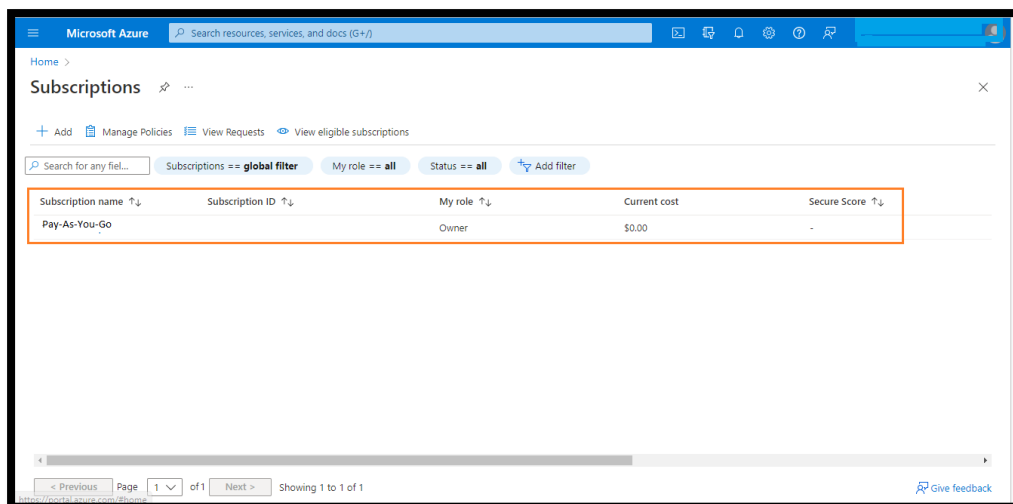 Microsoft Azure
Search resources, services, and docs (G+/)
Home >
Subscriptions
+ Add Manage Policies View Requests View eligible subscriptions
Search for any fiel... Subscriptions == global filter My role == all Status == all Add filter
Subscription name ↑↓ Subscription ID ↑↓ My role ↑↓ Current cost Secure Score ↑↓
Pay-As-You-Go Owner $0.00 -
< Previous Page 1 of 1 Next > Showing 1 to 1 of 1
Give feedback
https://portal.azure.com/#home